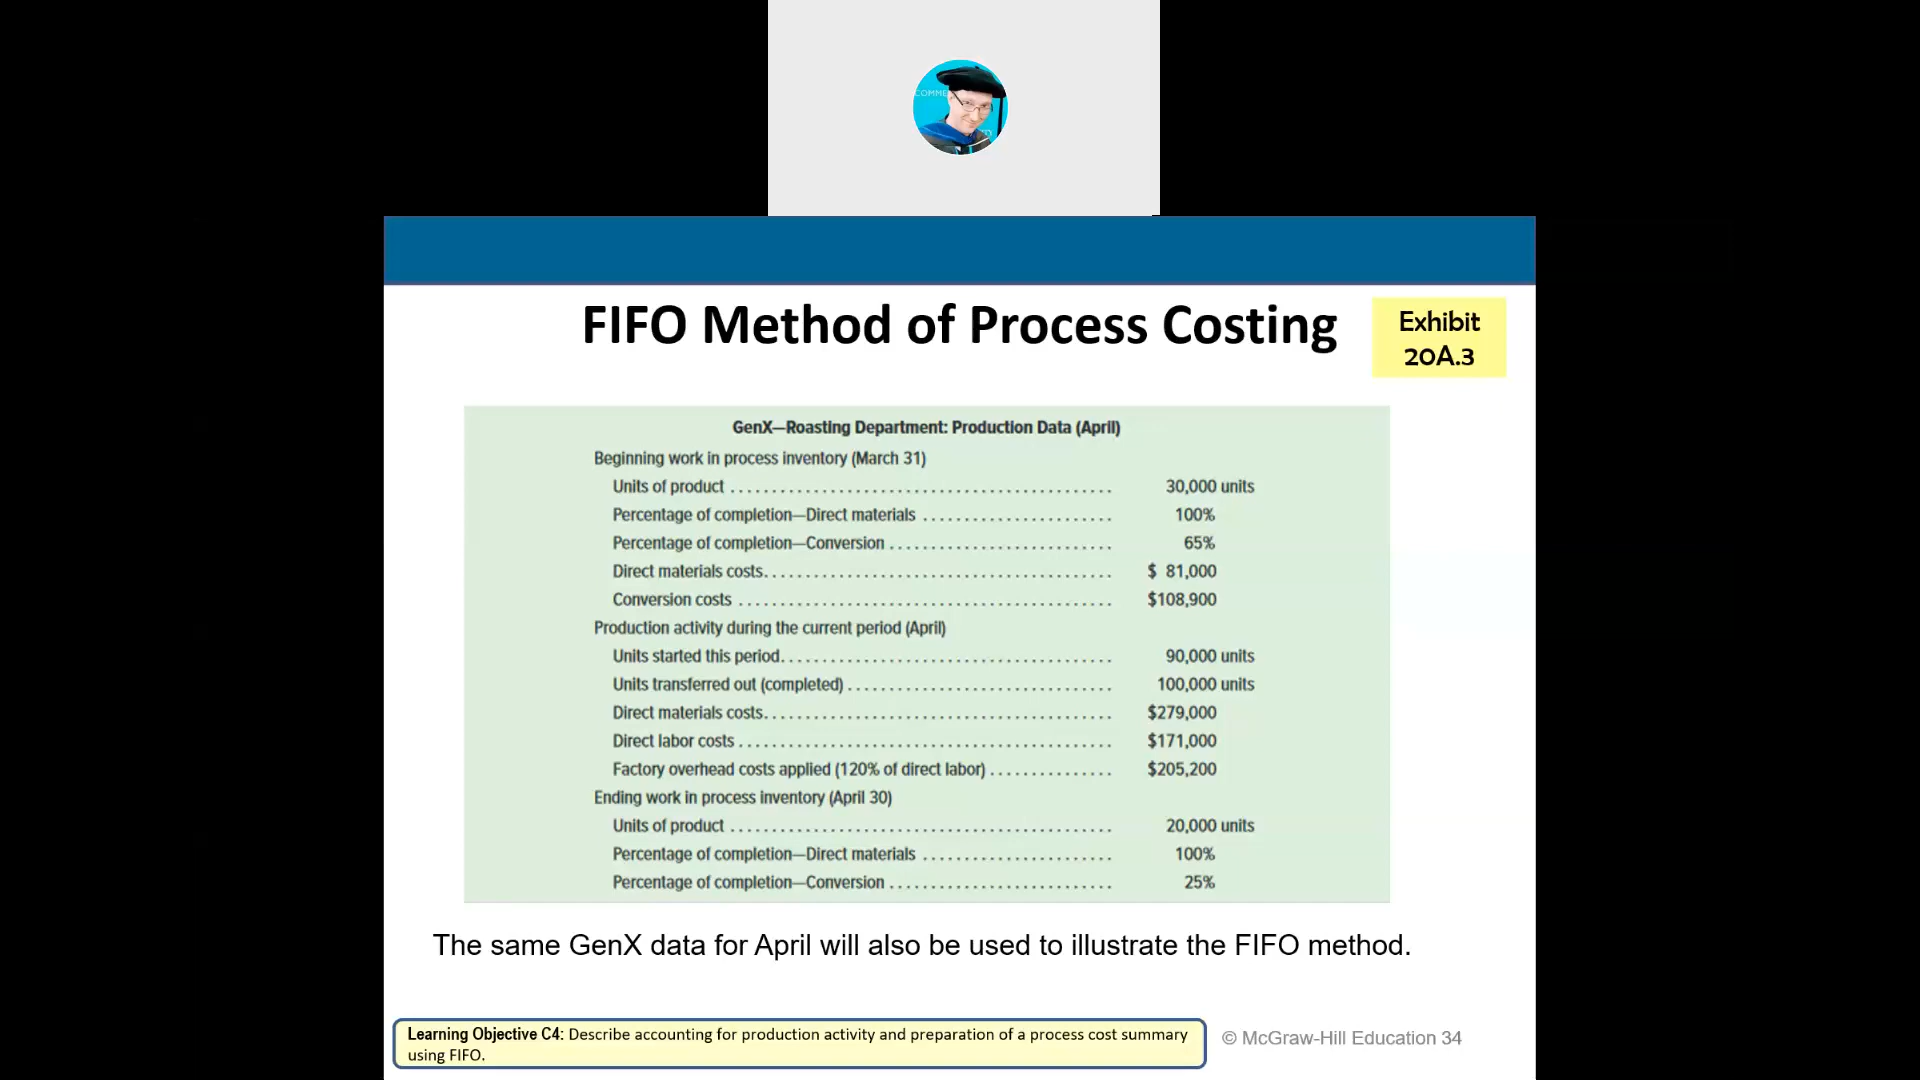 COMME
FIFO Method of Process Costing
Exhibit
20A.3
GenX—Roasting Department: Production Data (April)
Beginning work in process inventory (March 31)
Units of product 30,000 units
Percentage of completion—Direct materials 100%
Percentage of completion—Conversion 65%
Direct materials costs $ 81,000
Conversion costs $108,900
Production activity during the current period (April)
Units started this period 90,000 units
Units transferred out (completed) 100,000 units
Direct materials costs $279,000
Direct labor costs $171,000
Factory overhead costs applied (120% of direct labor) $205,200
Ending work in process inventory (April 30)
Units of product 20,000 units
Percentage of completion—Direct materials 100%
Percentage of completion—Conversion 25%
The same GenX data for April will also be used to illustrate the FIFO method.
Learning Objective C4: Describe accounting for production activity and preparation of a process cost summary
using FIFO.
© McGraw-Hill Education 34